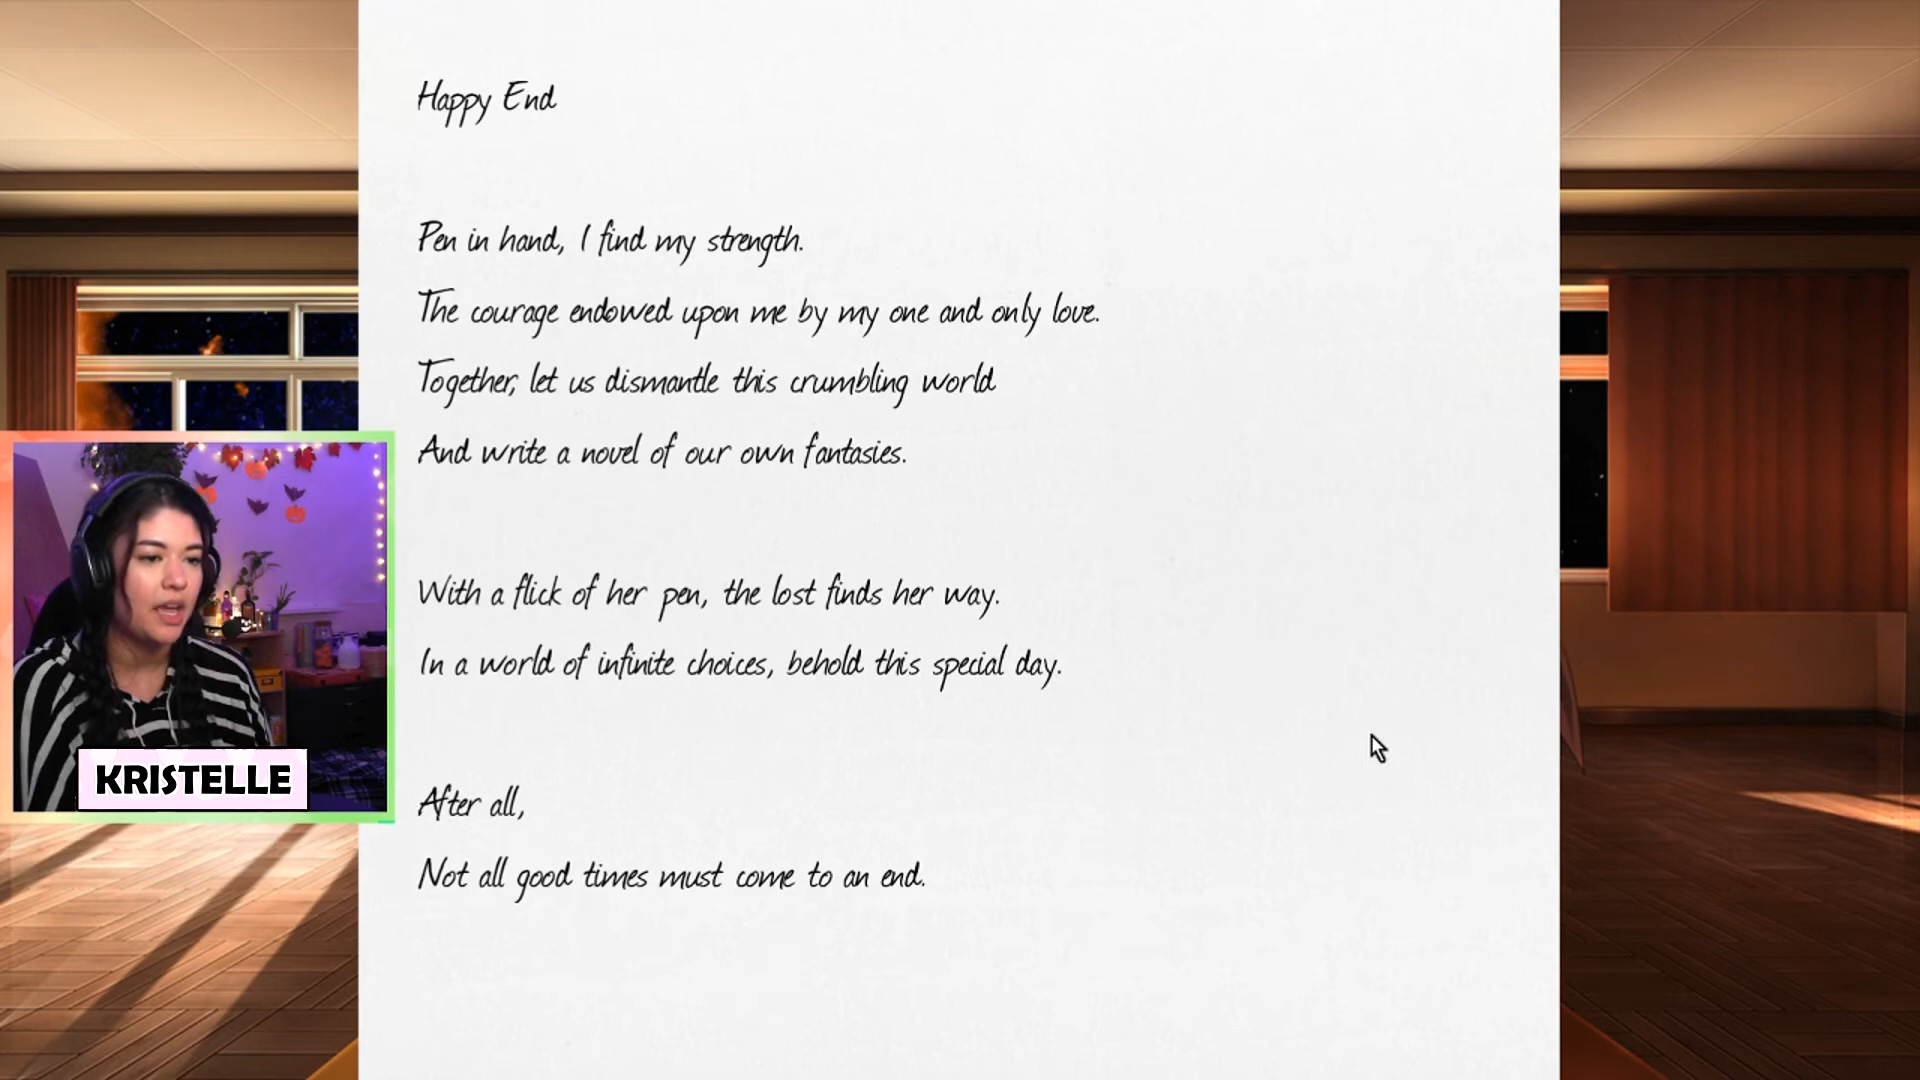 Happy End
Pen in hand, I find my strength.
The courage endowed upon me by my one and only love.
Together, let us dismantle this crumbling world
And write a novel of our own fantasies.
With a flick of her pen, the lost finds her way.
In a world of infinite choices, behold this special day.
After all,
Not all good times must come to an end.
KRISTELLE